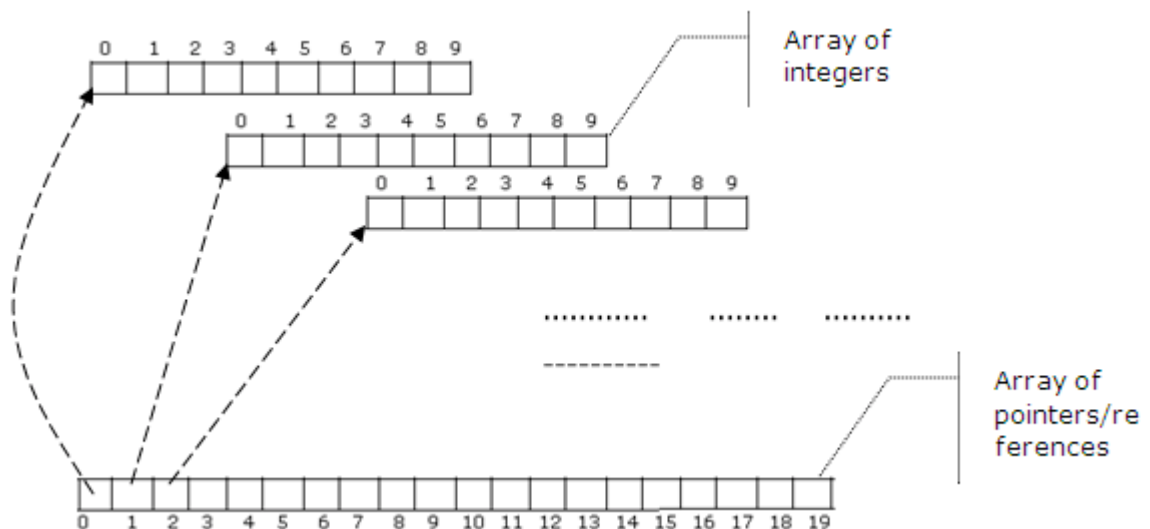 0 1 2 3 4 5 6 7 8 9
Array of
integers
0 1 2 3 4 5 6 7 8 9
0 1 2 3 4 5 6 7 8 9
Array of
pointers/re
ferences
0 1 2 3 4 5 6 7 8 9 10 11 12 13 14 15 16 17 18 19